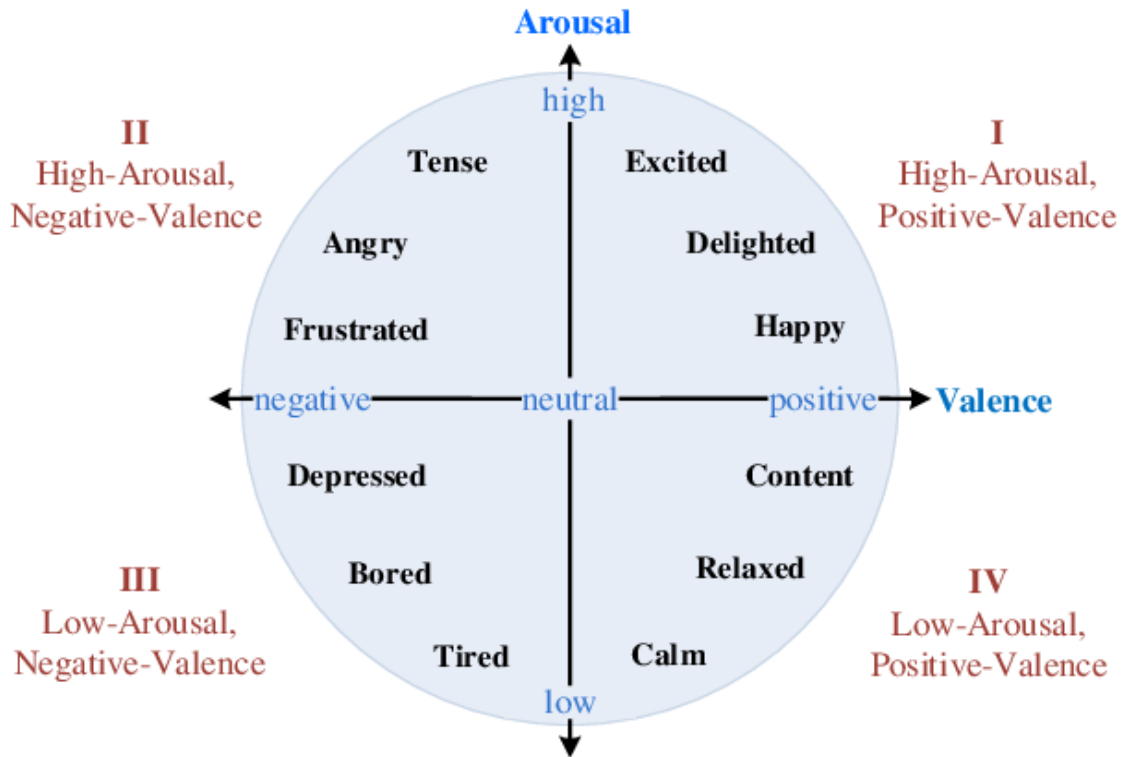 Arousal
high
II
High-Arousal,
Negative-Valence
I
High-Arousal,
Positive-Valence
Tense
Excited
Angry
Delighted
Frustrated
Happy
negative
neutral
positive
Valence
Depressed
Content
Bored
Relaxed
III
Low-Arousal,
Negative-Valence
IV
Low-Arousal,
Positive-Valence
Tired
Calm
low